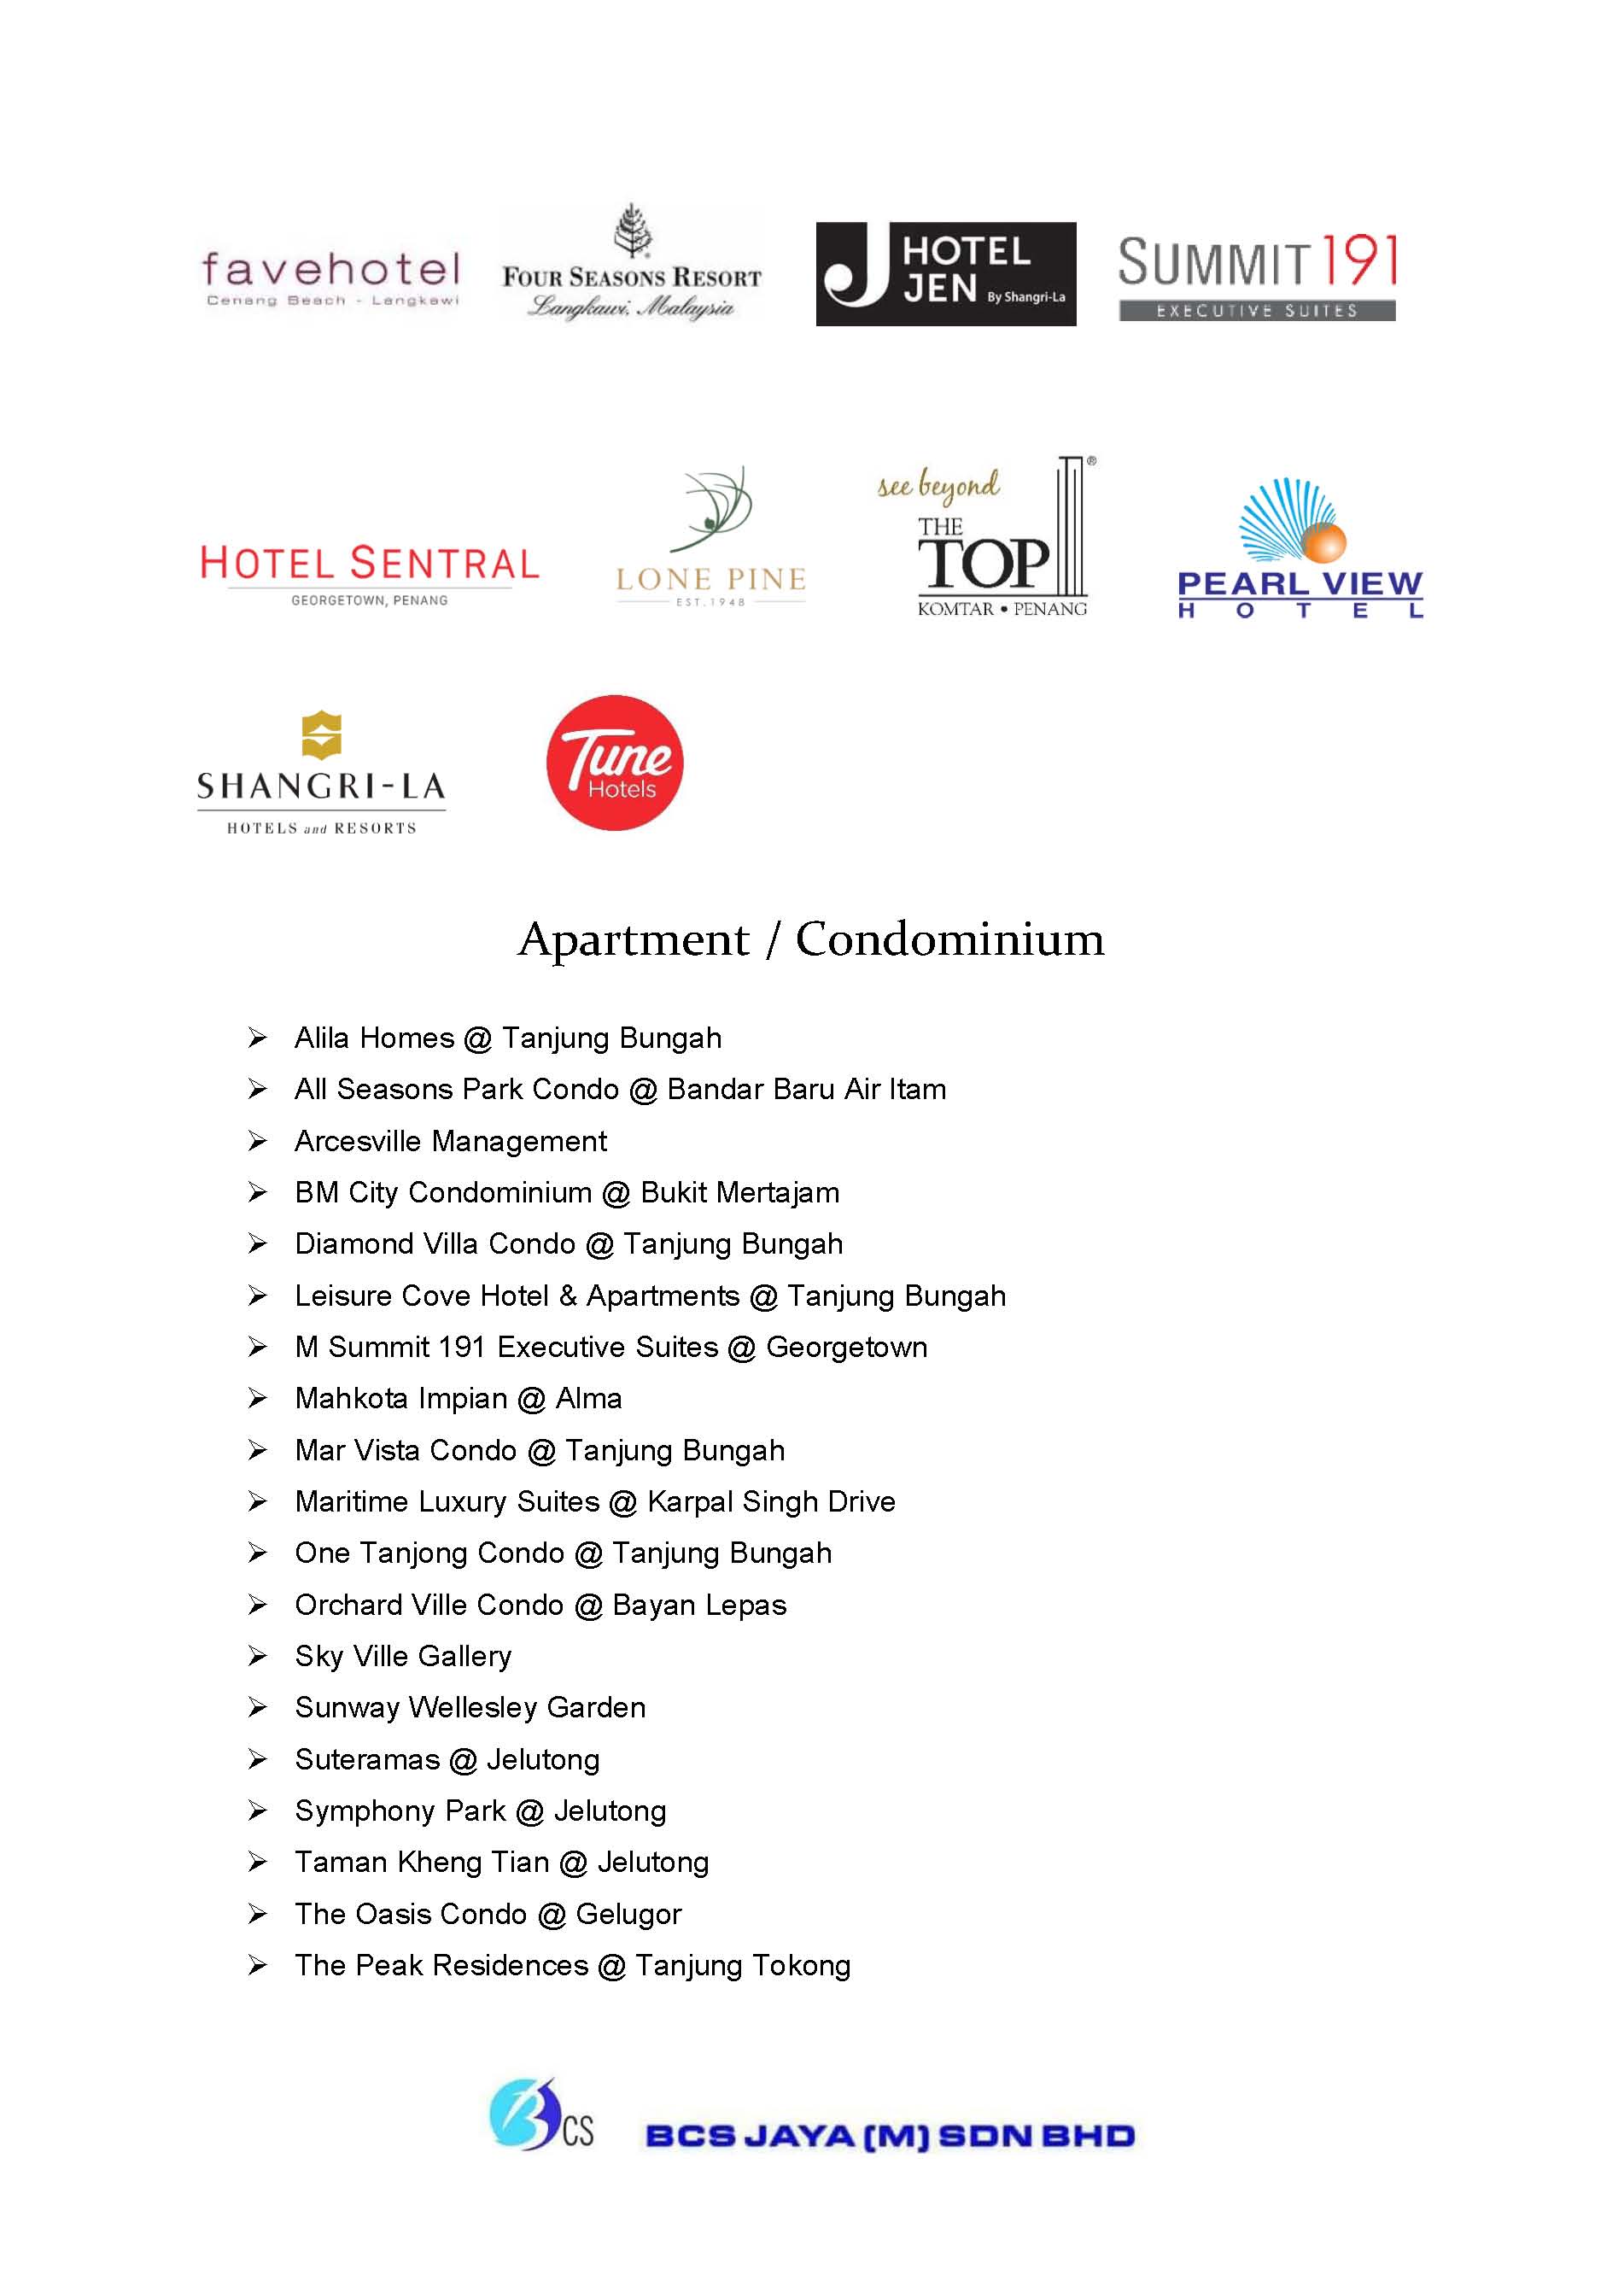 favehotel
Cenang Beach - Langkawi
FOUR SEASONS RESORT
Langkawi, Malaysia
HOTEL
JEN By Shangri-La
SUMMIT 191
EXECUTIVE SUITES
HOTEL SENTRAL
GEORGETOWN, PENANG
LONE PINE
EST. 1948
see beyond
THE
TOP ®
KOMTAR • PENANG
PEARL VIEW
HOTEL
SHANGRI-LA
HOTELS and RESORTS
Tune
Hotels
Apartment / Condominium
➢ Alila Homes @ Tanjung Bungah
➢ All Seasons Park Condo @ Bandar Baru Air Itam
➢ Arcesville Management
➢ BM City Condominium @ Bukit Mertajam
➢ Diamond Villa Condo @ Tanjung Bungah
➢ Leisure Cove Hotel & Apartments @ Tanjung Bungah
➢ M Summit 191 Executive Suites @ Georgetown
➢ Mahkota Impian @ Alma
➢ Mar Vista Condo @ Tanjung Bungah
➢ Maritime Luxury Suites @ Karpal Singh Drive
➢ One Tanjong Condo @ Tanjung Bungah
➢ Orchard Ville Condo @ Bayan Lepas
➢ Sky Ville Gallery
➢ Sunway Wellesley Garden
➢ Suteramas @ Jelutong
➢ Symphony Park @ Jelutong
➢ Taman Kheng Tian @ Jelutong
➢ The Oasis Condo @ Gelugor
➢ The Peak Residences @ Tanjung Tokong
BCS
BCS JAYA (M) SDN BHD